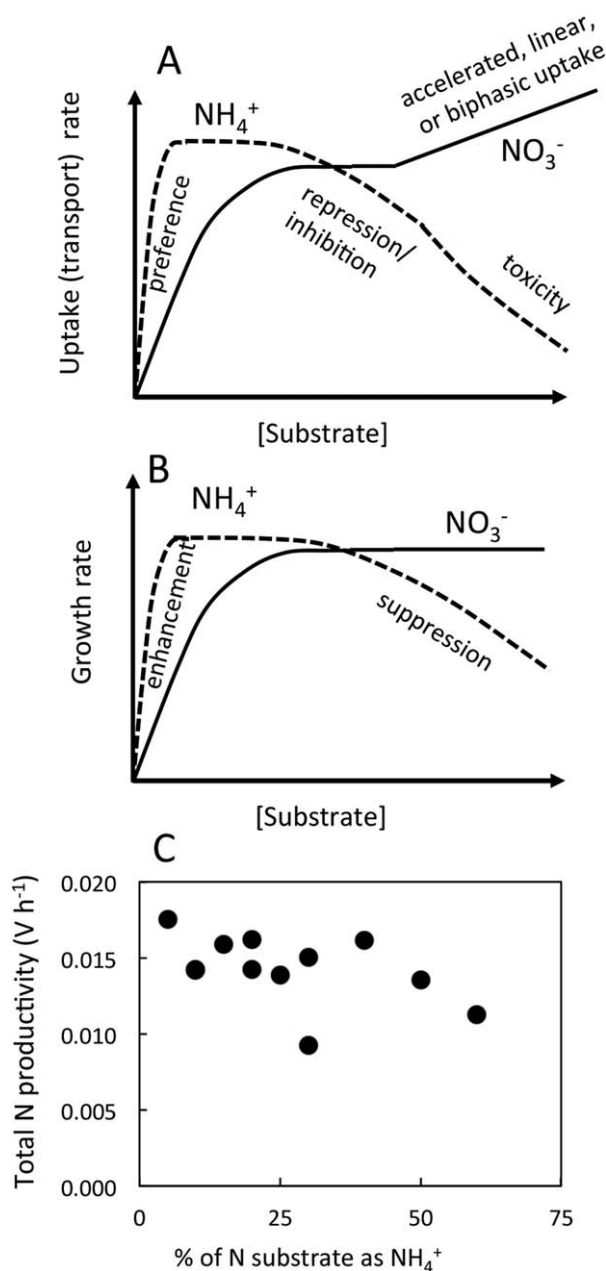 A
accelerated, linear,
or biphasic uptake
NH₄⁺
NO₃⁻
preference
repression/
inhibition
toxicity
Uptake (transport) rate
[Substrate]
B
NH₄⁺
NO₃⁻
enhancement
suppression
Growth rate
[Substrate]
C
Total N productivity (V h⁻¹)
0.020
0.015
0.010
0.005
0.000
0 25 50 75
% of N substrate as NH₄⁺